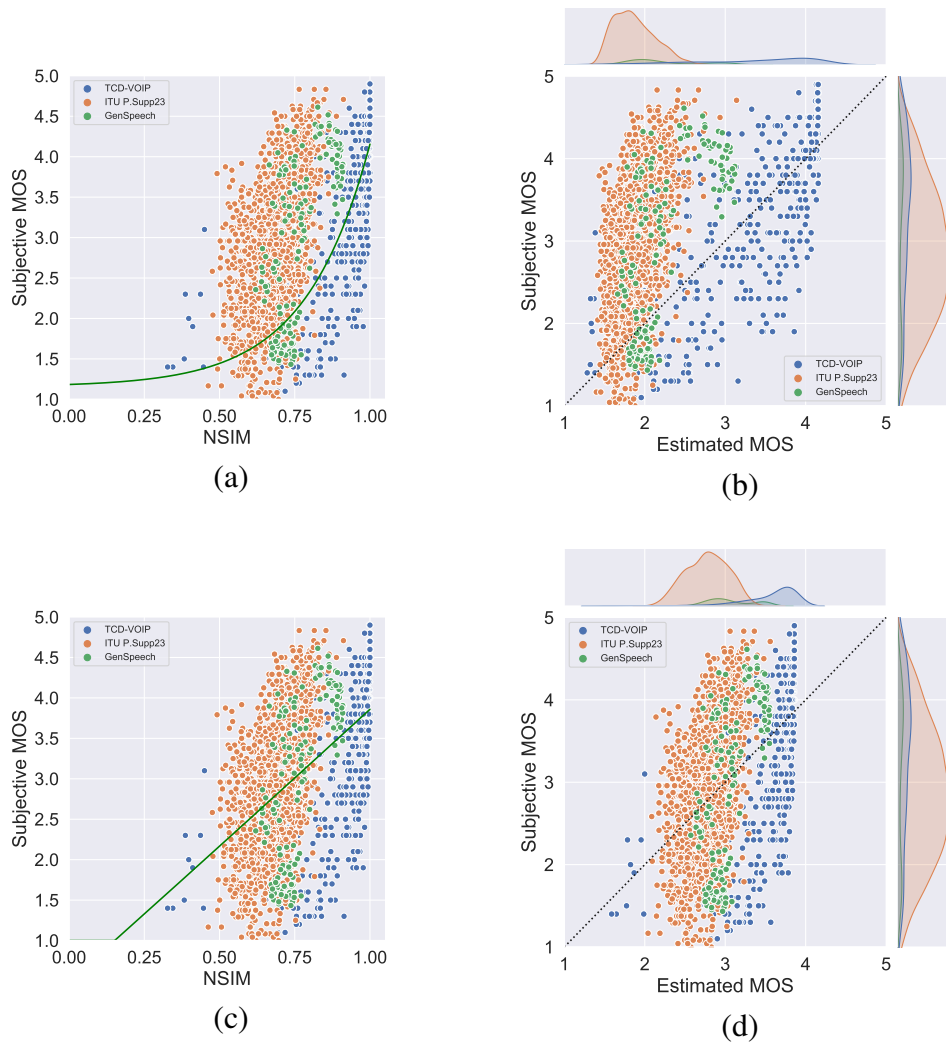 5.0
4.5
4.0
3.5
3.0
2.5
2.0
1.5
1.0
Subjective MOS
TCD-VOIP
ITU P.Supp23
GenSpeech
0.00 0.25 0.50 0.75 1.00
NSIM
(a)
5
4
3
2
1
Subjective MOS
TCD-VOIP
ITU P.Supp23
GenSpeech
1 2 3 4 5
Estimated MOS
(b)
5.0
4.5
4.0
3.5
3.0
2.5
2.0
1.5
1.0
Subjective MOS
TCD-VOIP
ITU P.Supp23
GenSpeech
0.00 0.25 0.50 0.75 1.00
NSIM
(c)
5
4
3
2
1
Subjective MOS
TCD-VOIP
ITU P.Supp23
GenSpeech
1 2 3 4 5
Estimated MOS
(d)